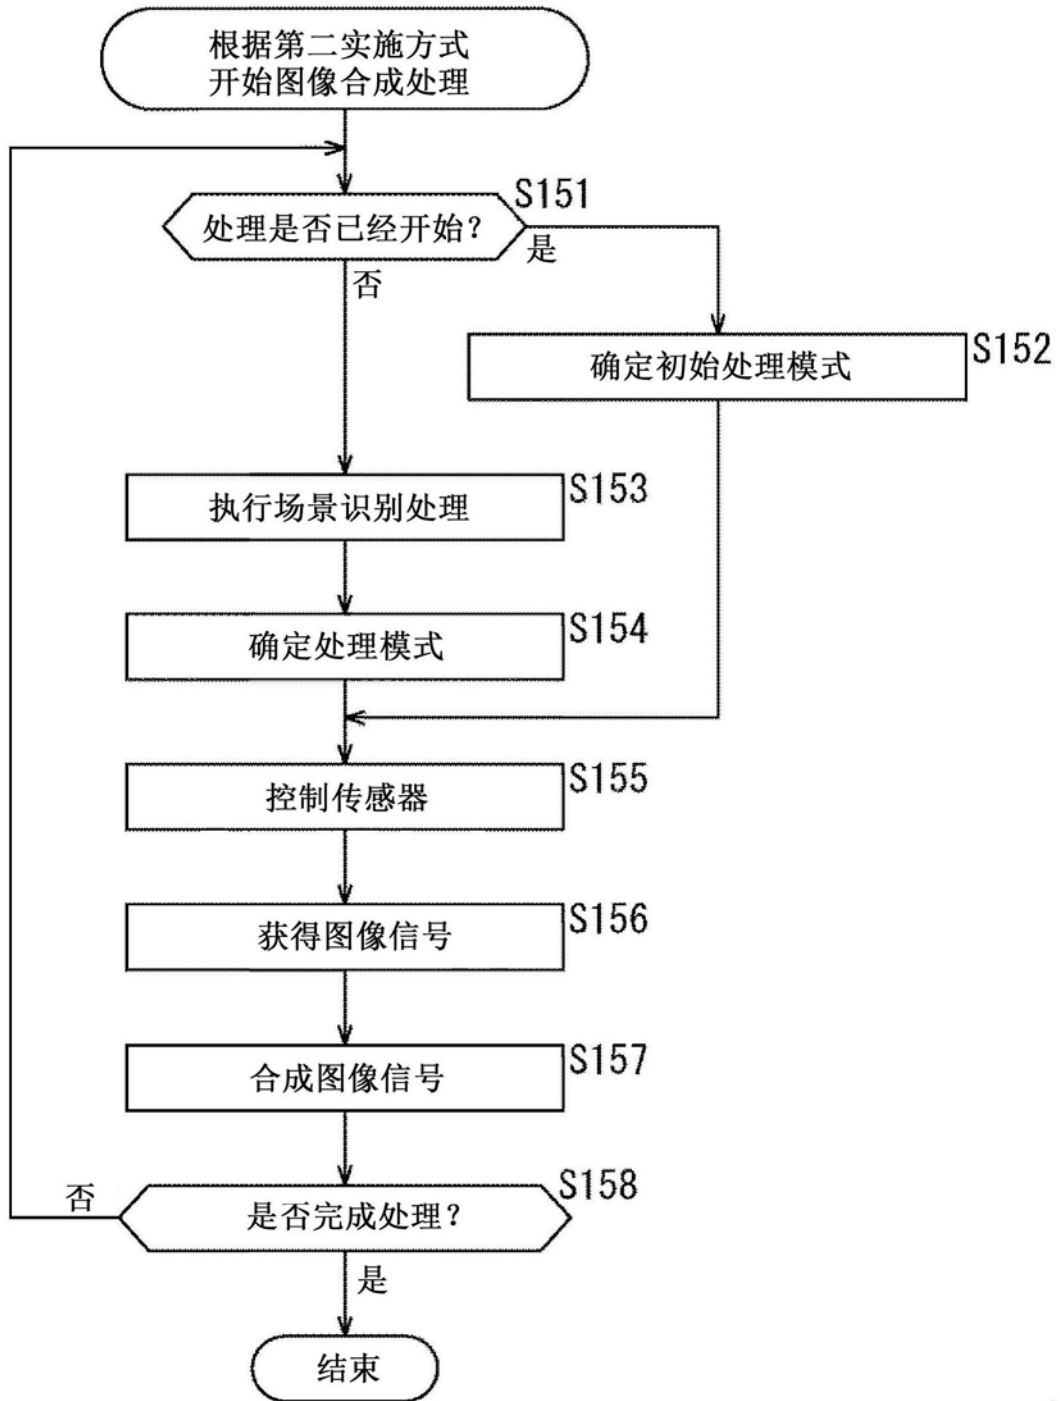 根据第二实施方式
开始图像合成处理
S151
处理是否已经开始？
是
否
S152
确定初始处理模式
S153
执行场景识别处理
S154
确定处理模式
S155
控制传感器
S156
获得图像信号
S157
合成图像信号
S158
否
是否完成处理？
是
结束